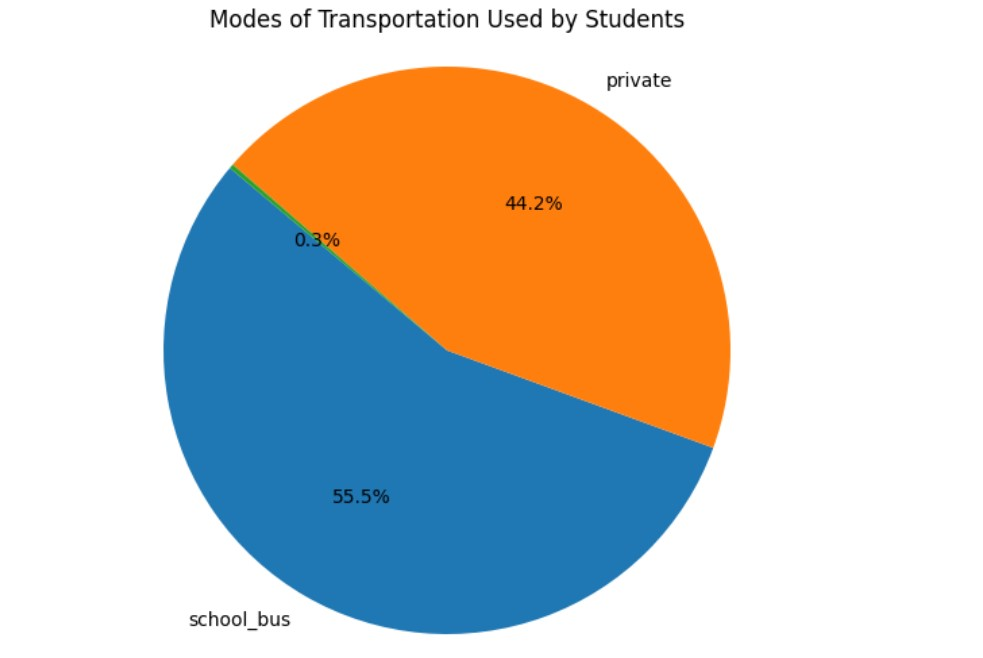 Modes of Transportation Used by Students
private
44.2%
0.3%
55.5%
school_bus